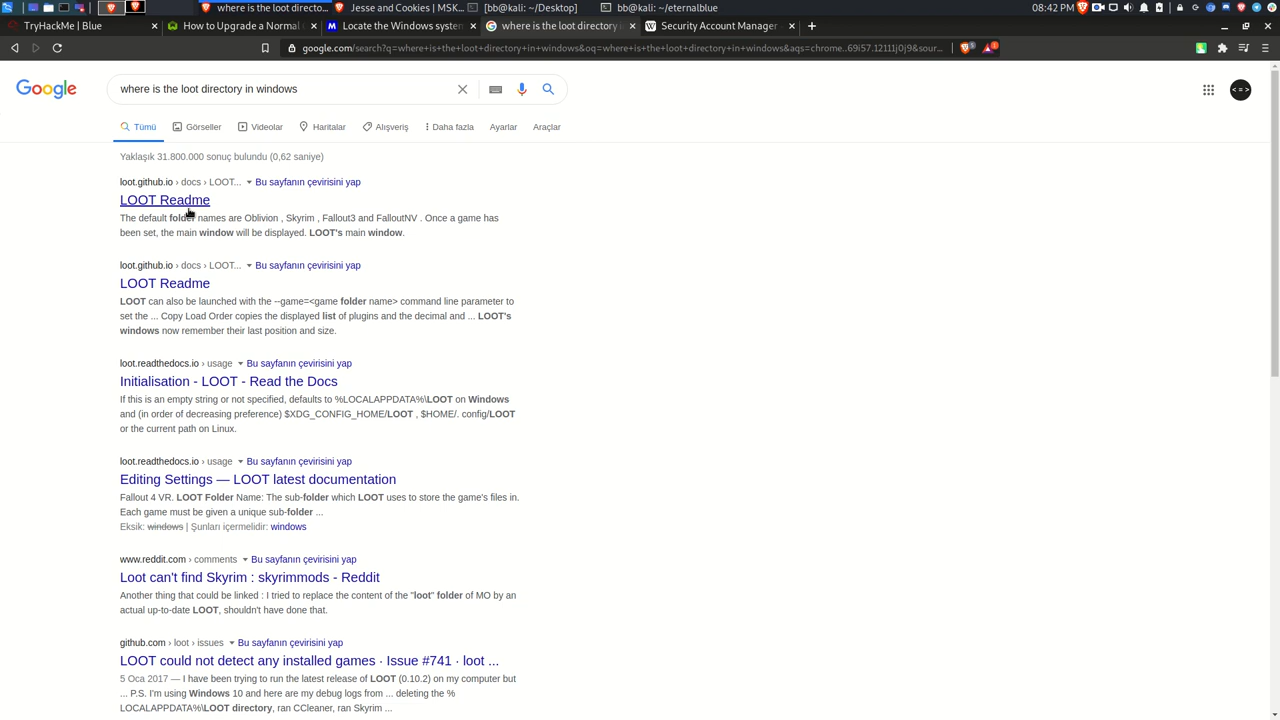 where is the loot directo...
Jesse and Cookies | MSK...
[bb@kali: ~/Desktop]
bb@kali: ~/eternalblue
08:42 PM
TryHackMe | Blue
How to Upgrade a Normal
Locate the Windows system
where is the loot directory i
Security Account Manager
google.com/search?q=where+is+the+loot+directory+in+windows&oq=where+is+the+loot+directory+in+windows&aqs=chrome..69i57.12111j0j9&sour...
Google
where is the loot directory in windows
Tümü
Görseller
Videolar
Haritalar
Alışveriş
Daha fazla
Ayarlar
Araçlar
Yaklaşık 31.800.000 sonuç bulundu (0,62 saniye)
loot.github.io › docs › LOOT... Bu sayfanın çevirisini yap
LOOT Readme
The default folder names are Oblivion , Skyrim , Fallout3 and FalloutNV . Once a game has
been set, the main window will be displayed. LOOT's main window.
loot.github.io › docs › LOOT... Bu sayfanın çevirisini yap
LOOT Readme
LOOT can also be launched with the --game=<game folder name> command line parameter to
set the ... Copy Load Order copies the displayed list of plugins and the decimal and ... LOOT's
windows now remember their last position and size.
loot.readthedocs.io › usage Bu sayfanın çevirisini yap
Initialisation - LOOT - Read the Docs
If this is an empty string or not specified, defaults to %LOCALAPPDATA%\LOOT on Windows
and (in order of decreasing preference) $XDG_CONFIG_HOME/LOOT , $HOME/. config/LOOT
or the current path on Linux.
loot.readthedocs.io › usage Bu sayfanın çevirisini yap
Editing Settings — LOOT latest documentation
Fallout 4 VR. LOOT Folder Name: The sub-folder which LOOT uses to store the game's files in.
Each game must be given a unique sub-folder ...
Eksik: windows | Şunları içermelidir: windows
www.reddit.com › comments Bu sayfanın çevirisini yap
Loot can't find Skyrim : skyrimmods - Reddit
Another thing that could be linked : I tried to replace the content of the "loot" folder of MO by an
actual up-to-date LOOT, shouldn't have done that.
github.com › loot › issues Bu sayfanın çevirisini yap
LOOT could not detect any installed games · Issue #741 · loot ...
5 Oca 2017 — I have been trying to run the latest release of LOOT (0.10.2) on my computer but
... P.S. I'm using Windows 10 and here are my debug logs from ... deleting the %
LOCALAPPDATA%\LOOT directory, ran CCleaner, ran Skyrim ...